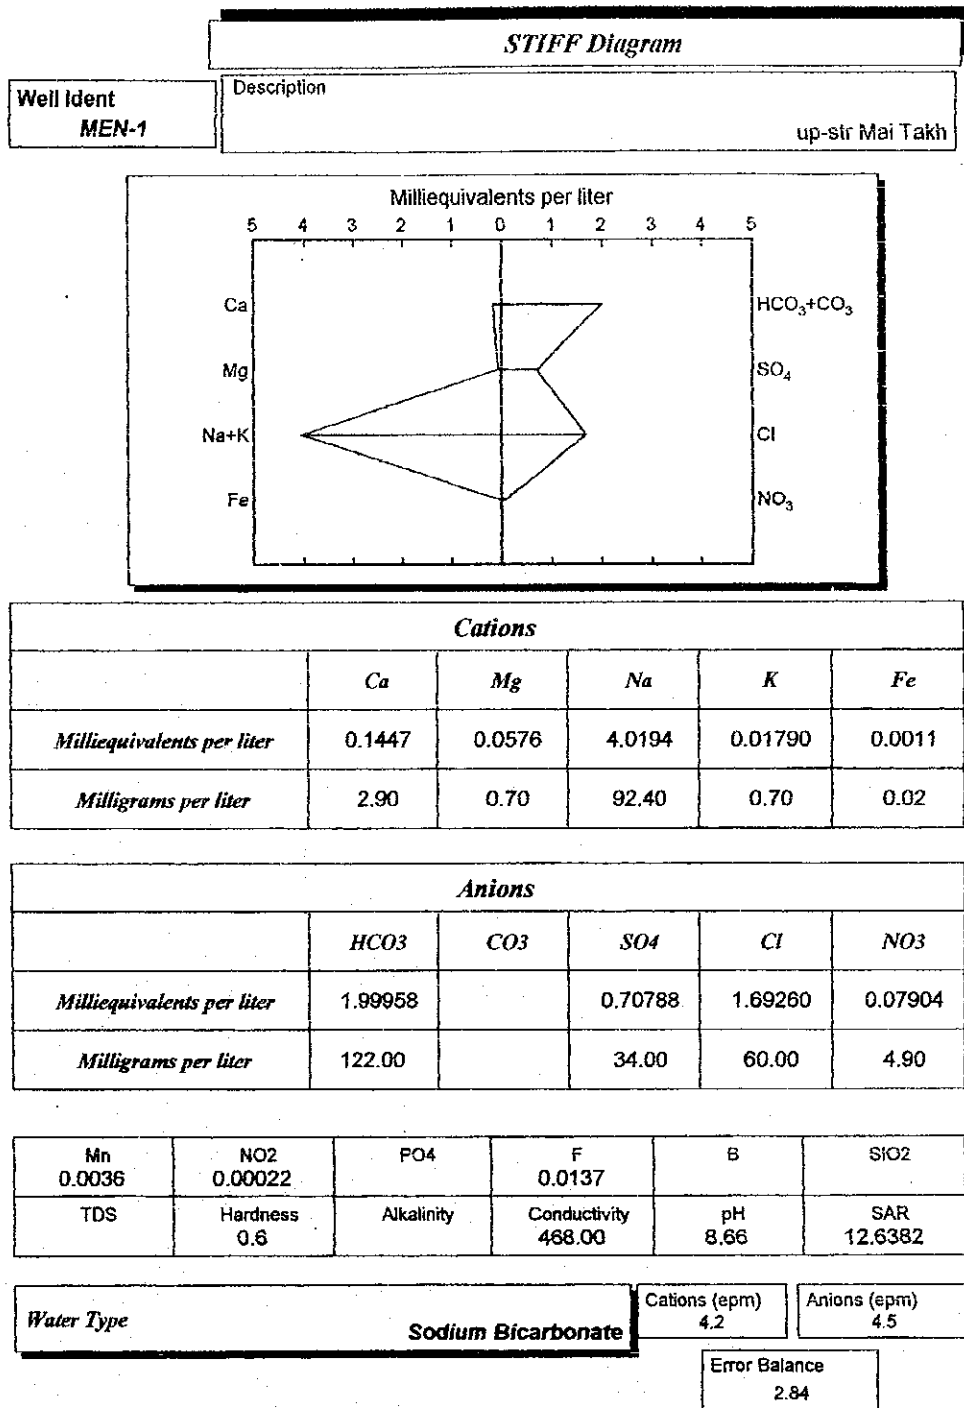 STIFF Diagram
Well Ident
MEN-1
Description
up-str Mai Takh
Milliequivalents per liter
5 4 3 2 1 0 1 2 3 4 5
Ca HCO3+CO3
Mg SO4
Na+K Cl
Fe NO3
Cations
Ca Mg Na K Fe
Milliequivalents per liter 0.1447 0.0576 4.0194 0.01790 0.0011
Milligrams per liter 2.90 0.70 92.40 0.70 0.02
Anions
HCO3 CO3 SO4 Cl NO3
Milliequivalents per liter 1.99958 0.70788 1.69260 0.07904
Milligrams per liter 122.00 34.00 60.00 4.90
Mn NO2 PO4 F B SIO2
0.0036 0.00022 0.0137
TDS Hardness Alkalinity Conductivity pH SAR
0.6 468.00 8.66 12.6382
Water Type Sodium Bicarbonate
Cations (epm) Anions (epm)
4.2 4.5
Error Balance
2.84